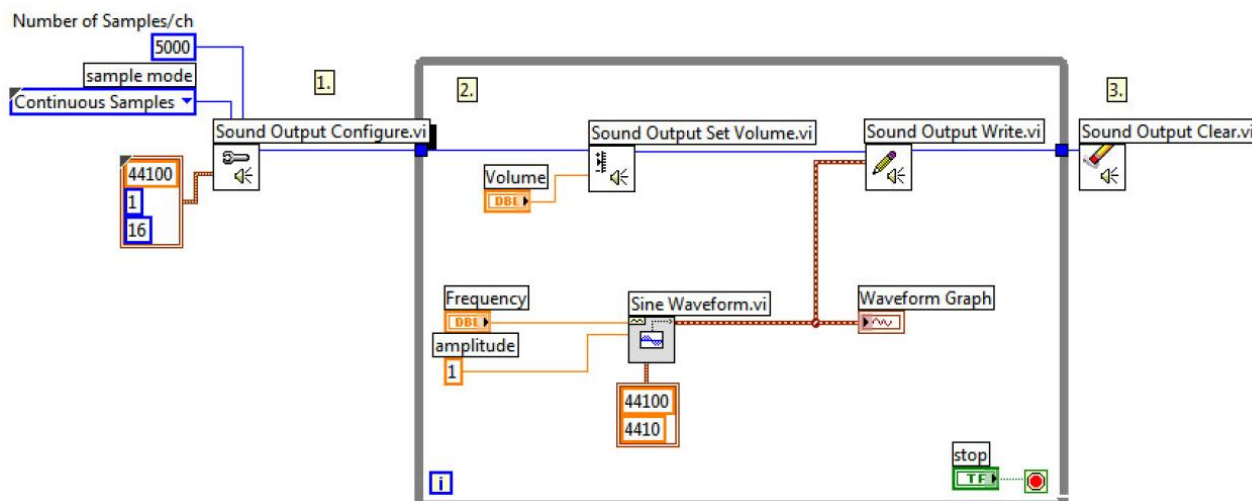 Number of Samples/ch
5000
sample mode
Continuous Samples
1.
Sound Output Configure.vi
44100
1
16
2.
Sound Output Set Volume.vi
Sound Output Write.vi
Volume
DBL
Frequency
DBL
amplitude
1
Sine Waveform.vi
44100
4410
Waveform Graph
stop
TF
i
3.
Sound Output Clear.vi